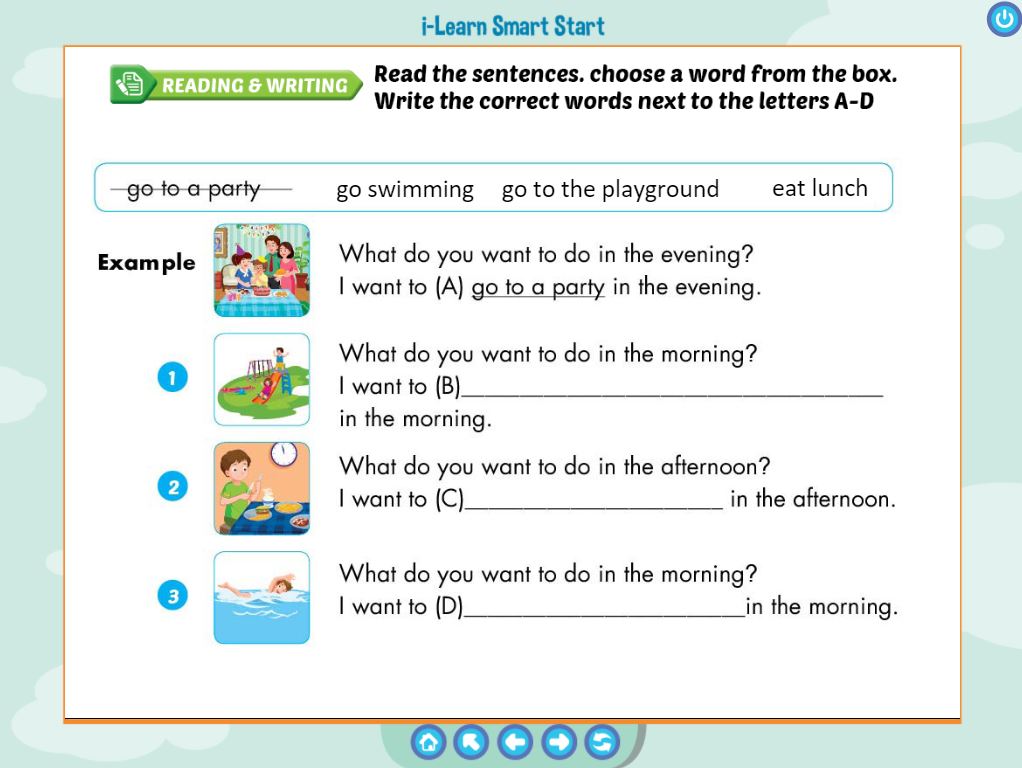 i-Learn Smart Start
READING & WRITING
Read the sentences. choose a word from the box.
Write the correct words next to the letters A-D
go to a party go swimming go to the playground eat lunch
Example
What do you want to do in the evening?
I want to (A) go to a party in the evening.
1
What do you want to do in the morning?
I want to (B)____________________
in the morning.
2
What do you want to do in the afternoon?
I want to (C)____________________ in the afternoon.
3
What do you want to do in the morning?
I want to (D)____________________in the morning.